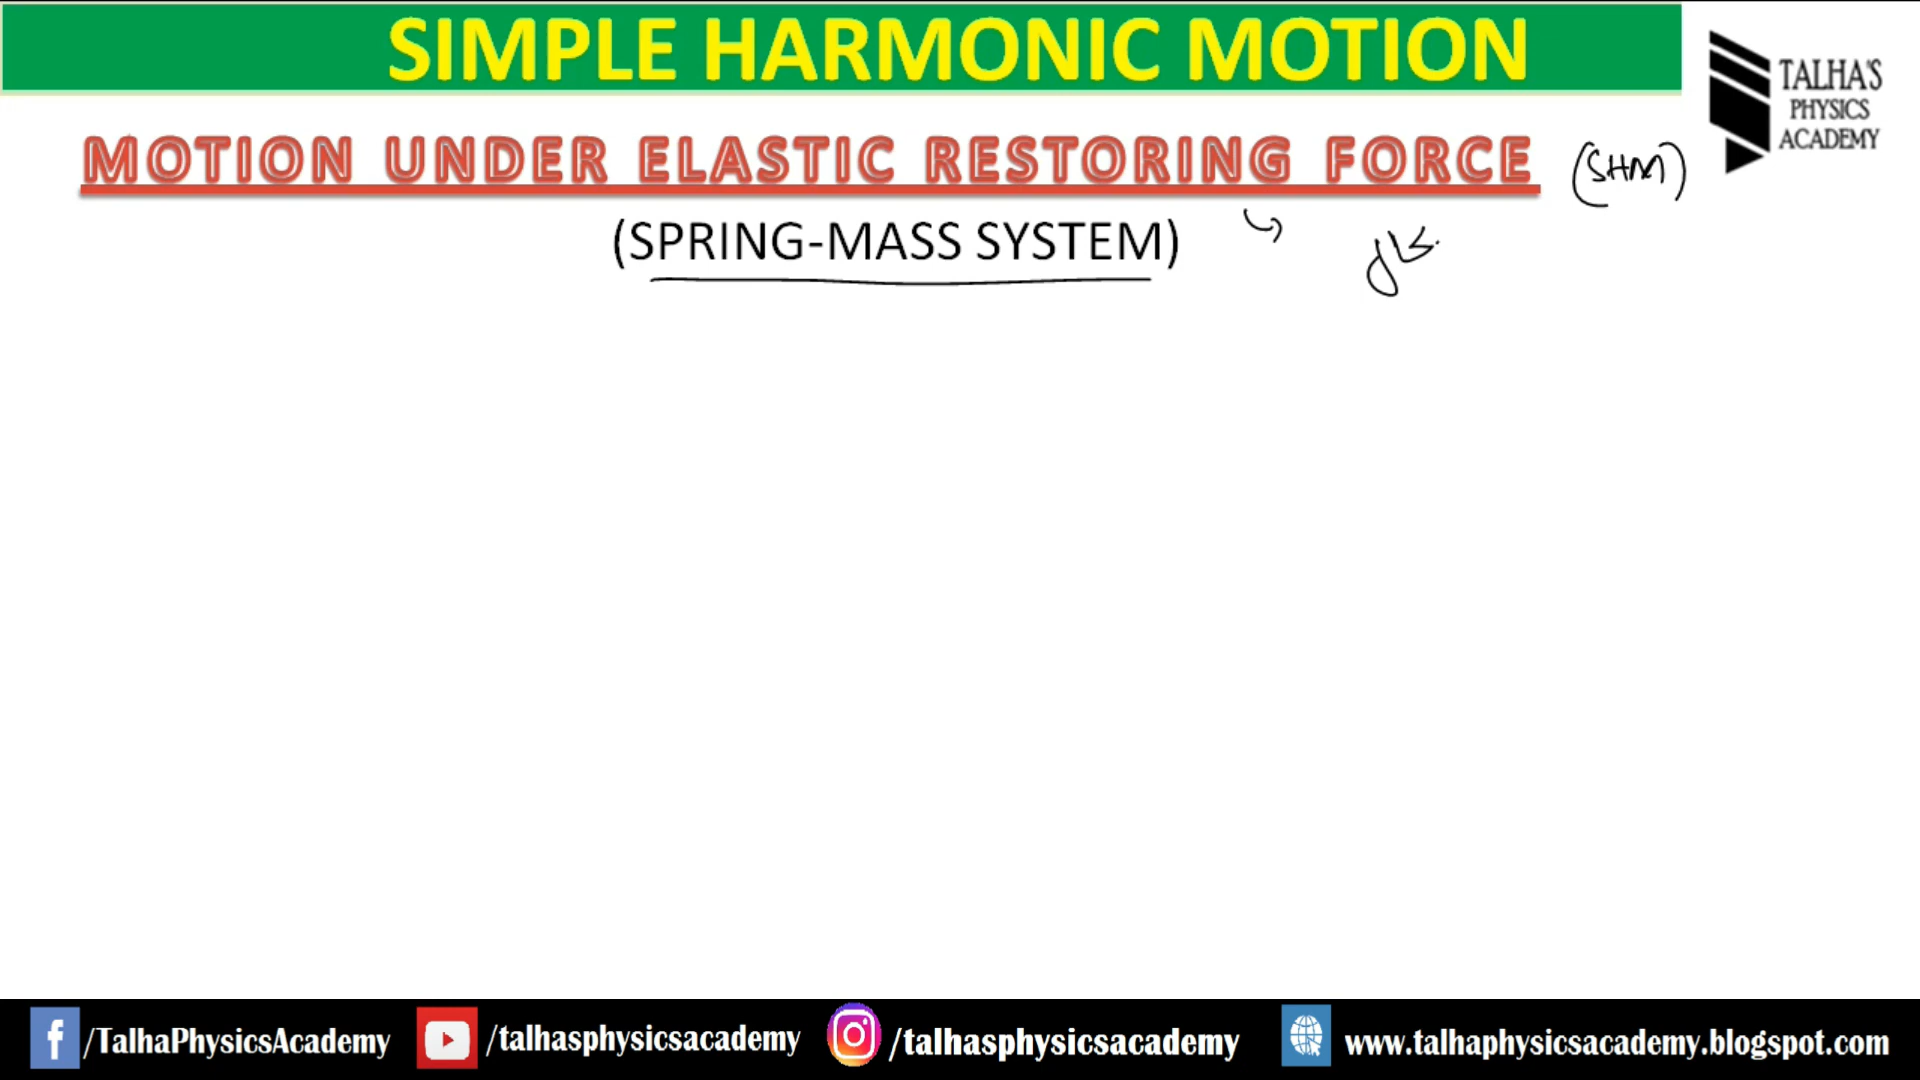 SIMPLE HARMONIC MOTION
TALHA'S
PHYSICS
ACADEMY
MOTION UNDER ELASTIC RESTORING FORCE (SHM)
(SPRING-MASS SYSTEM)
/TalhaPhysicsAcademy /talhasphysicsacademy /talhasphysicsacademy www.talhaphysicsacademy.blogspot.com